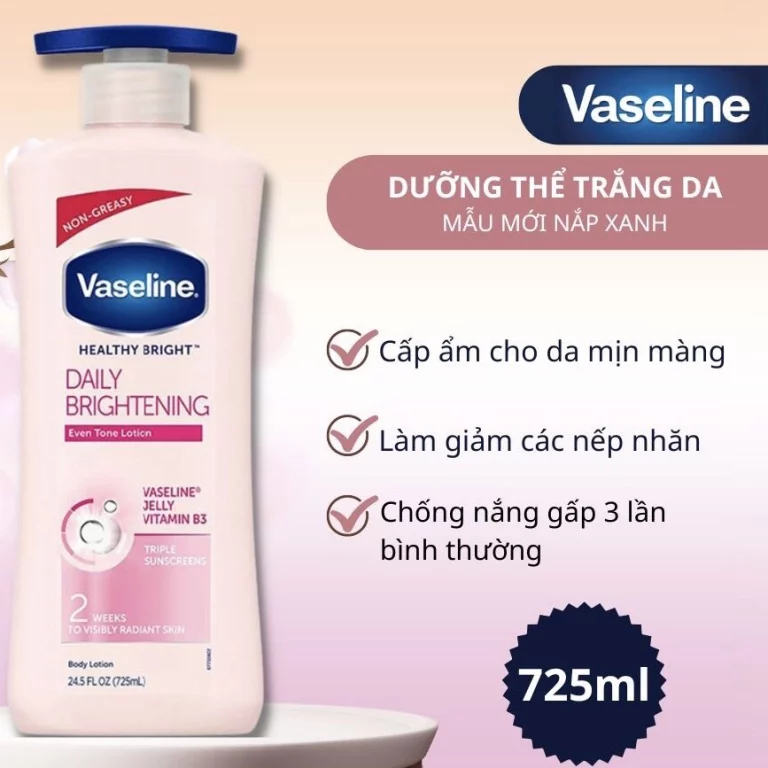 NON-GREASY
Vaseline.
HEALTHY BRIGHT™
DAILY
BRIGHTENING
Even Tone Lotion
VASELINE®
JELLY
VITAMIN B3
TRIPLE
SUNSCREENS
2 WEEKS
TO VISIBLY RADIANT SKIN
Body Lotion
24.5 FL OZ (725mL)
Vaseline
DƯỠNG THỂ TRẮNG DA
MẪU MỚI NẮP XANH
Cấp ẩm cho da mịn màng
Làm giảm các nếp nhăn
Chống nắng gấp 3 lần
bình thường
725ml